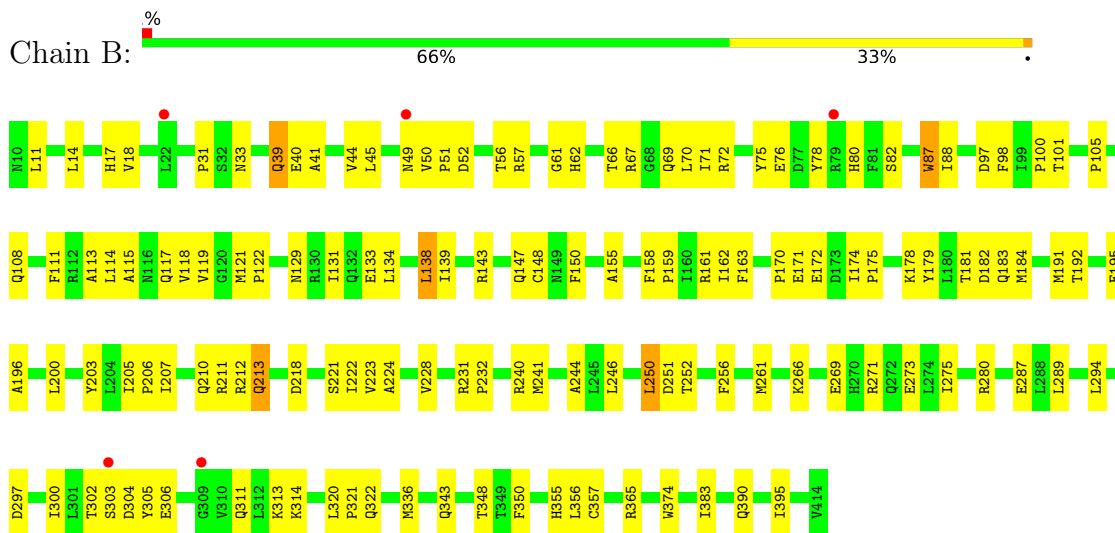 .%
Chain B:
66% 33% •
N10 L11 L14 H17 V18 L22 P31 S32 N33 Q39 E40 A41 V44 L45 N49 V50 P51 D52 T56 R57 G61 H62 T66 R67 G68 Q69 L70 I71 R72 Y75 E76 D77 Y78 R79 H80 F81 S82 W87 I88 D97 F98 I99 P100 T101 P105
Q108 F111 R112 A113 L114 A115 N116 Q117 V118 V119 G120 M121 P122 N129 R130 I131 Q132 E133 L134 L138 I139 R143 Q147 C148 N149 F150 A155 F158 P159 I160 R161 I162 F163 P170 E171 E172 D173 I174 P175 K178 Y179 L180 T181 D182 Q183 M184 M191 T192
A196 L200 Y203 L204 I205 P206 I207 Q210 R211 R212 Q213 D218 S221 I222 V223 A224 V228 R231 P232 R240 M241 A244 L245 L246 L250 D251 T252 F256 M261 K266 E269 H270 R271 Q272 E273 L274 I275 R280 E287 L288 L289 L294
D297 I300 L301 T302 S303 D304 Y305 E306 G309 V310 Q311 L312 K313 K314 L320 P321 Q322 M336 Q343 T348 T349 F350 H355 L356 C357 R365 W374 I383 Q390 I395 V414